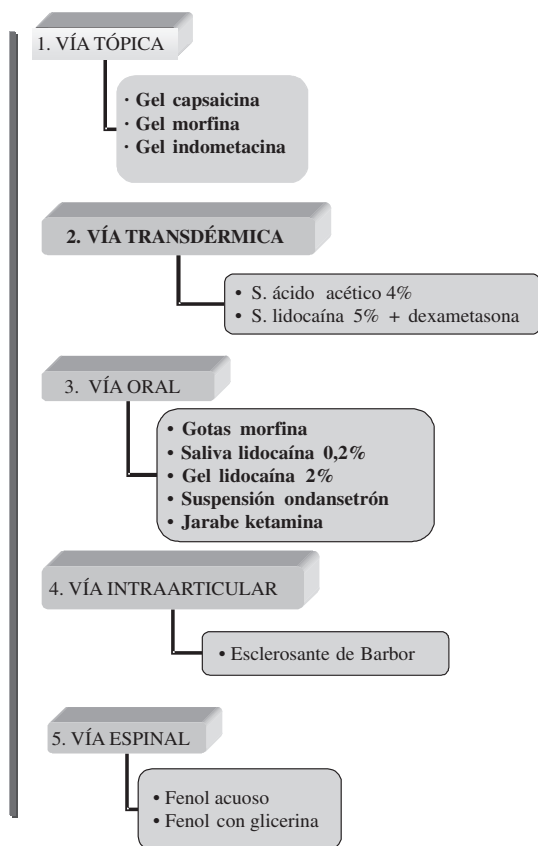 1. VÍA TÓPICA
· Gel capsaicina
· Gel morfina
· Gel indometacina
2. VÍA TRANSDÉRMICA
• S. ácido acético 4%
• S. lidocaína 5% + dexametasona
3. VÍA ORAL
• Gotas morfina
• Saliva lidocaína 0,2%
• Gel lidocaína 2%
• Suspensión ondansetrón
• Jarabe ketamina
4. VÍA INTRAARTICULAR
• Esclerosante de Barbor
5. VÍA ESPINAL
• Fenol acuoso
• Fenol con glicerina